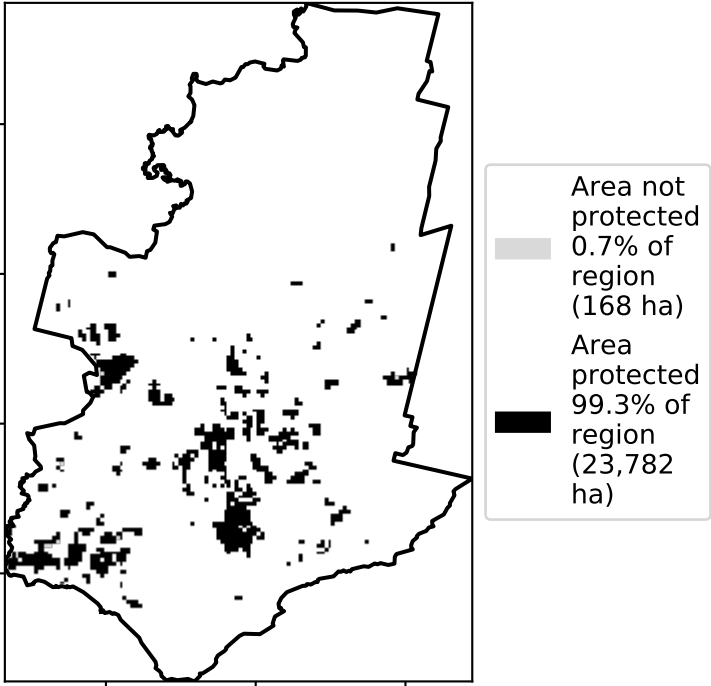 Area not
protected
0.7% of
region
(168 ha)
Area
protected
99.3% of
region
(23,782
ha)